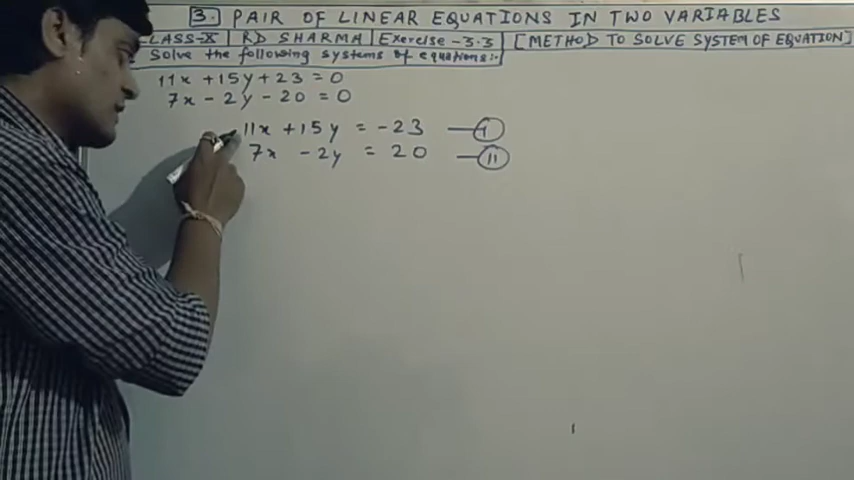 3. PAIR OF LINEAR EQUATIONS IN TWO VARIABLES
CLASS-X | RD SHARMA | Exercise-3.3 [METHOD TO SOLVE SYSTEM OF EQUATION]
Solve the following systems of equations:-
11x + 15y + 23 = 0
7x - 2y - 20 = 0
11x + 15y = -23 — I
7x - 2y = 20 — II